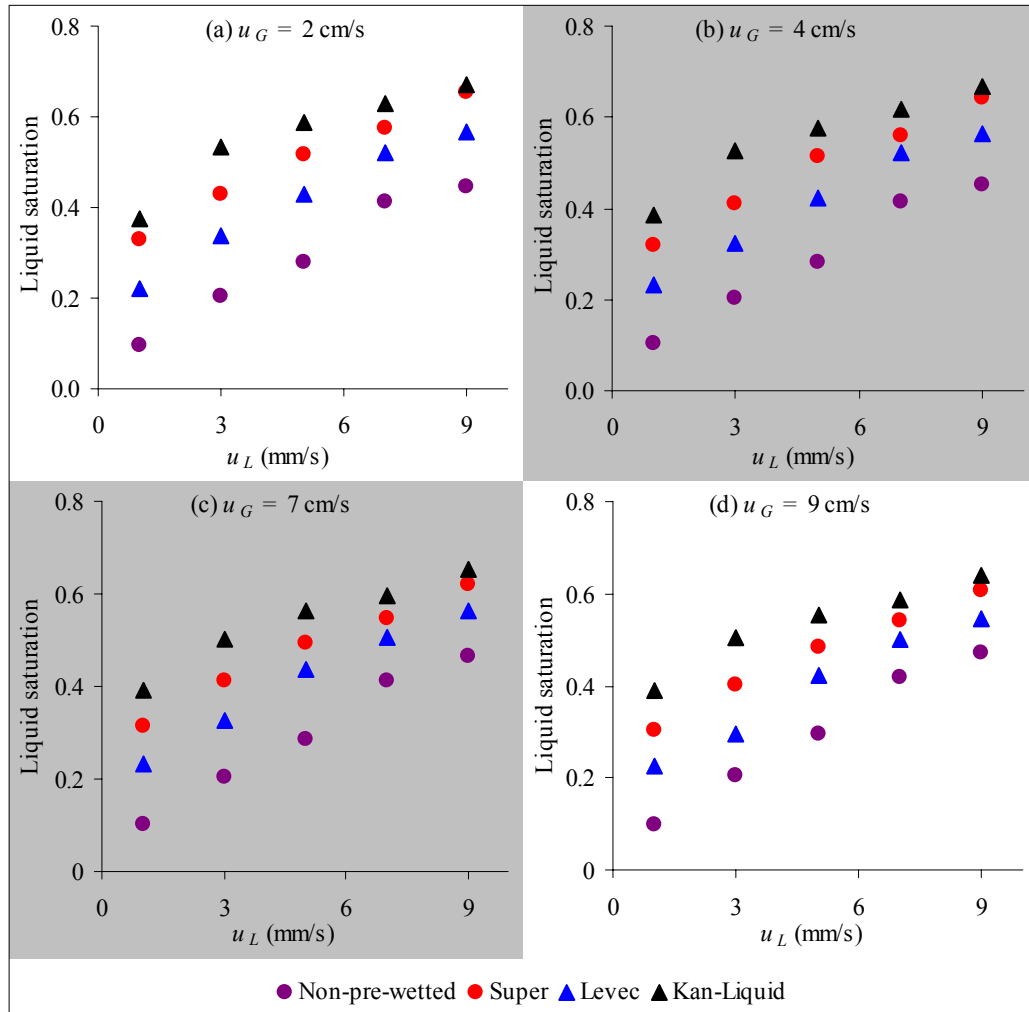 (a) u G = 2 cm/s
0.8
0.6
0.4
0.2
0.0
Liquid saturation
0 3 6 9
u L (mm/s)
(b) u G = 4 cm/s
0.8
0.6
0.4
0.2
0.0
Liquid saturation
0 3 6 9
u L (mm/s)
(c) u G = 7 cm/s
0.8
0.6
0.4
0.2
0
Liquid saturation
0 3 6 9
u L (mm/s)
(d) u G = 9 cm/s
0.8
0.6
0.4
0.2
0
Liquid saturation
0 3 6 9
u L (mm/s)
Non-pre-wetted Super Levec Kan-Liquid